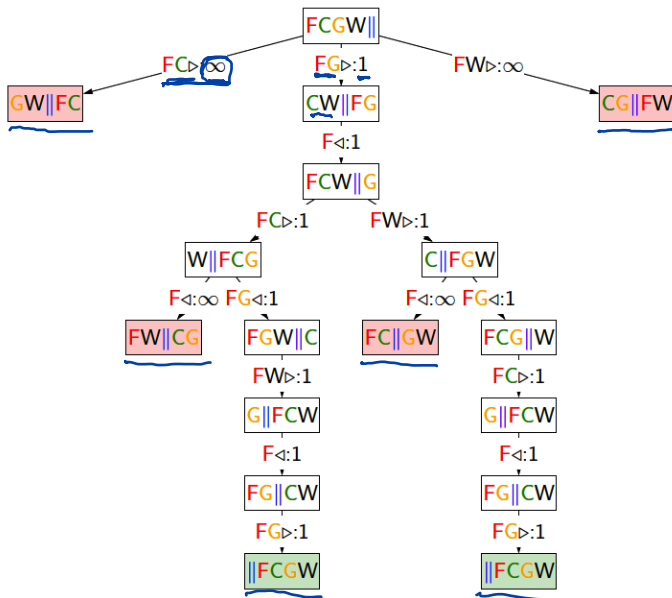 FCGW‖
FC▷:∞ FG▷:1 FW▷:∞
GW‖FC CW‖FG CG‖FW
F◁:1
FCW‖G
FC▷:1 FW▷:1
W‖FCG C‖FGW
F◁:∞ FG◁:1 F◁:∞ FG◁:1
FW‖CG FGW‖C FC‖GW FCG‖W
FW▷:1 FC▷:1
G‖FCW G‖FCW
F◁:1 F◁:1
FG‖CW FG‖CW
FG▷:1 FG▷:1
‖FCGW ‖FCGW